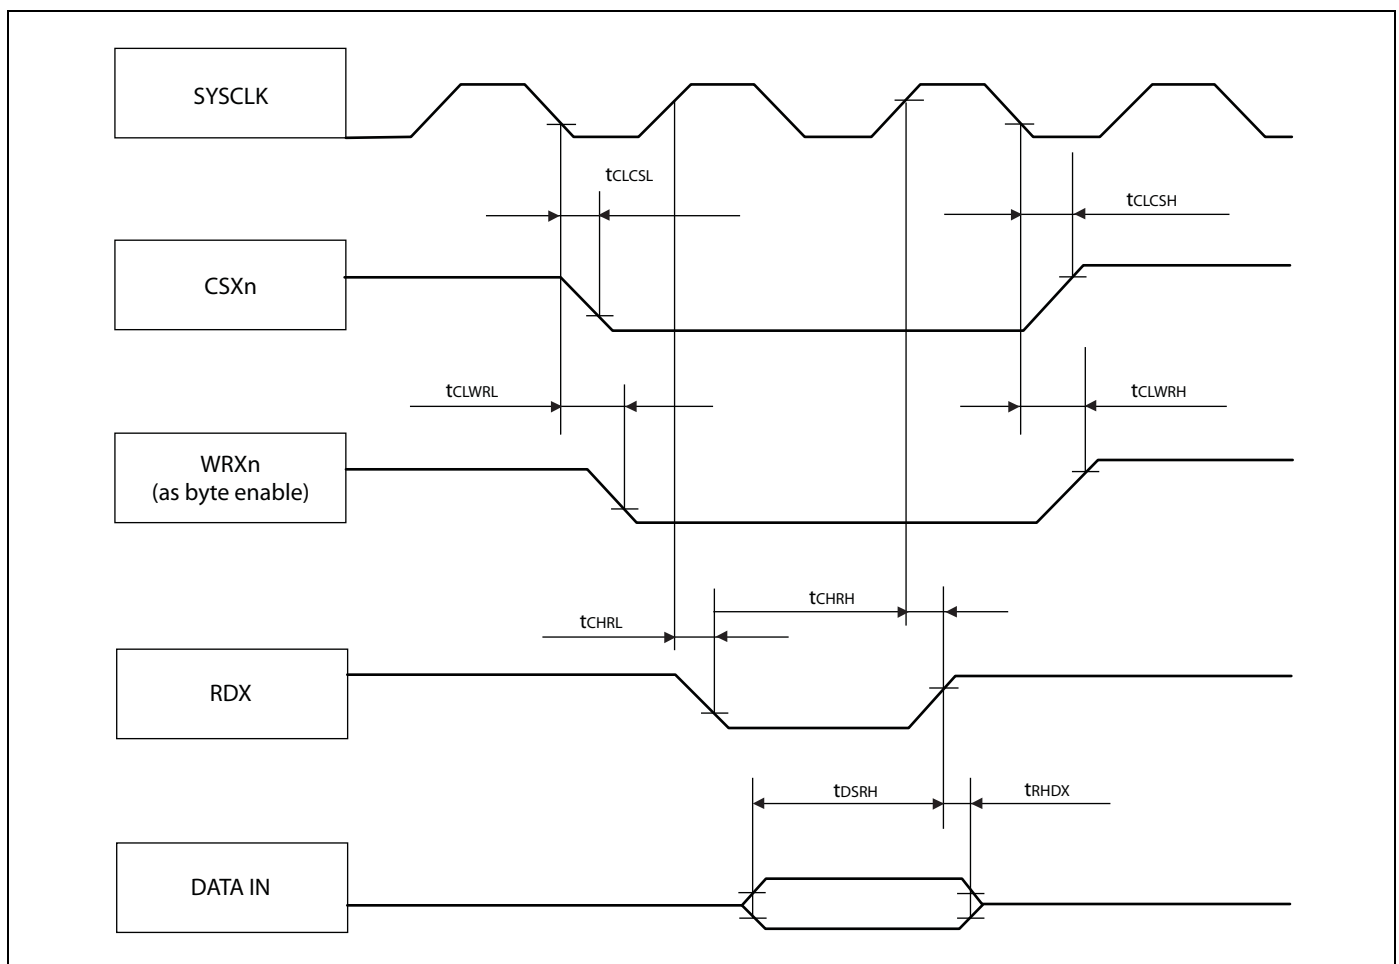 SYSCLK
tCLCSL
tCLCSH
CSXn
tCLWRL
tCLWRH
WRXn
(as byte enable)
tCHRH
tCHRL
RDX
tDSRH
tRHDX
DATA IN